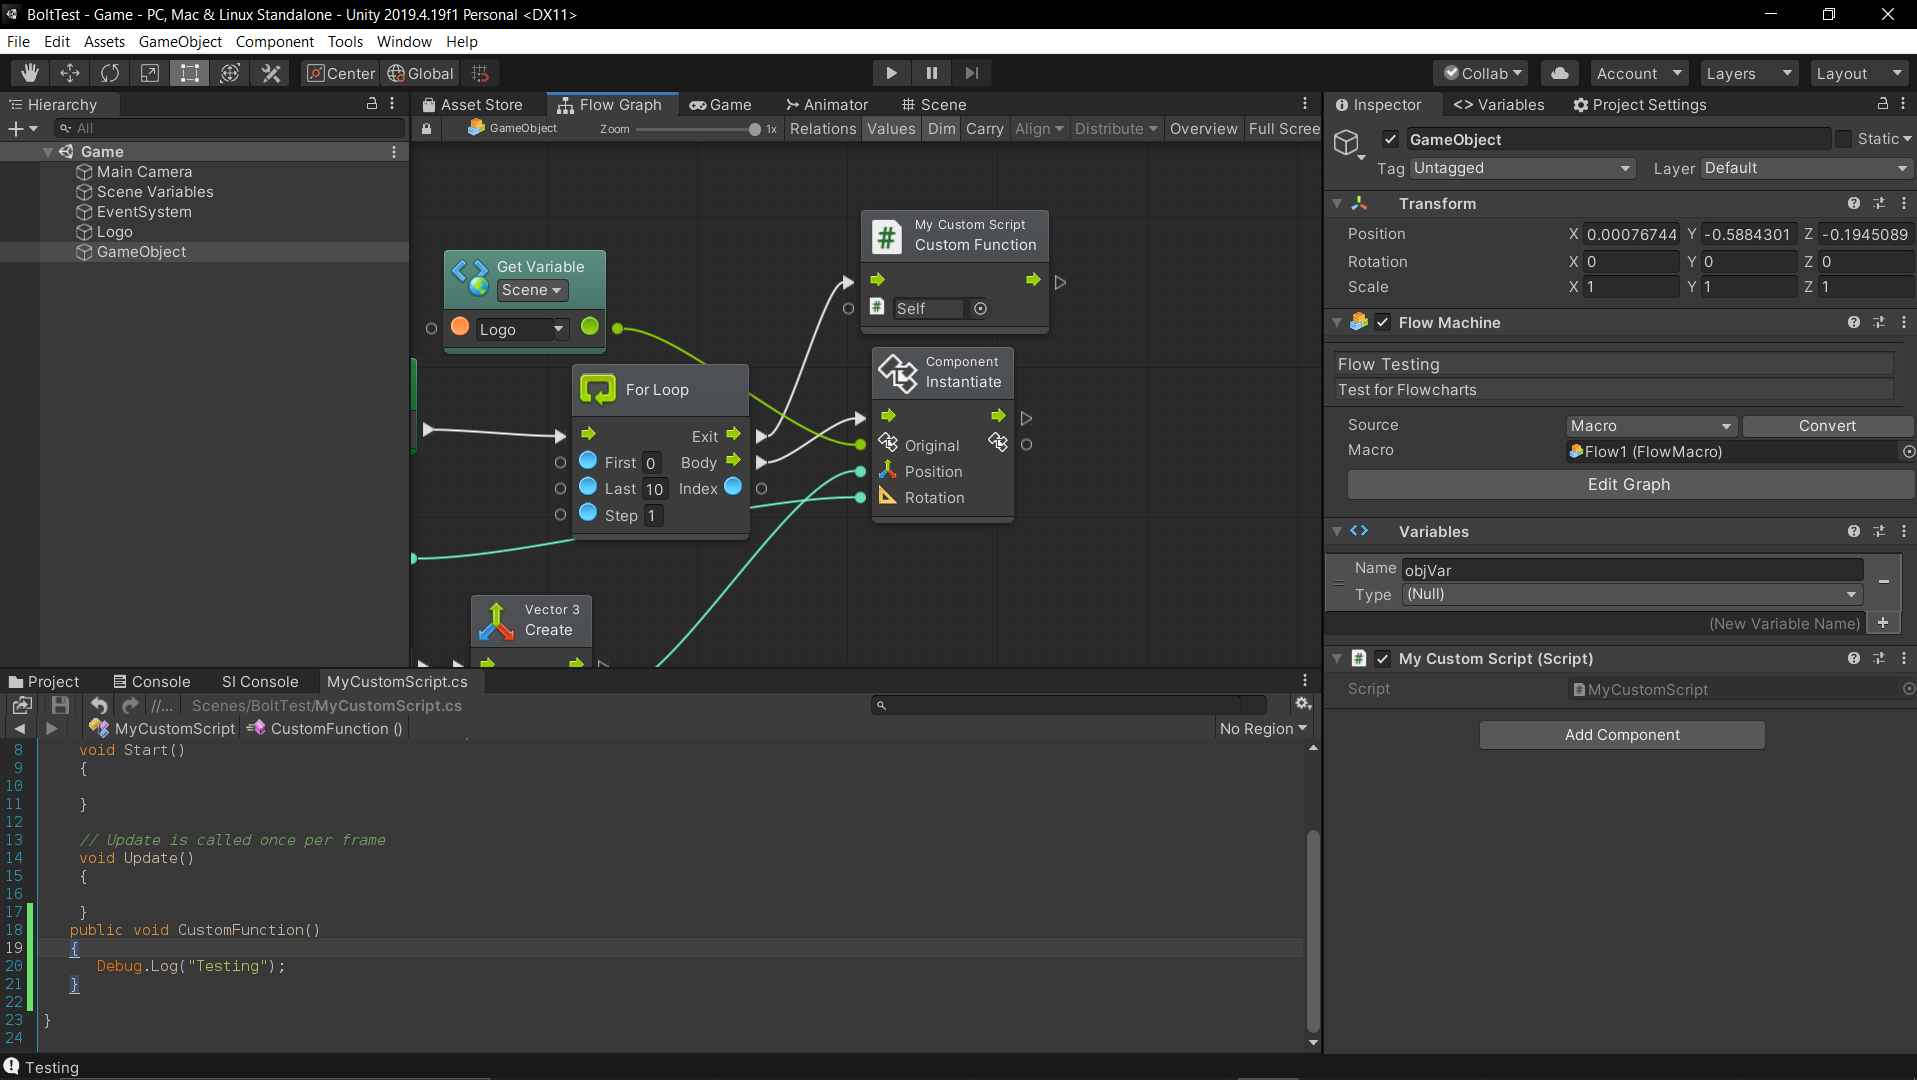 BoltTest - Game - PC, Mac & Linux Standalone - Unity 2019.4.19f1 Personal <DX11>
File Edit Assets GameObject Component Tools Window Help
Center Global Collab Account Layers Layout
Hierarchy
All
Game
Main Camera
Scene Variables
EventSystem
Logo
GameObject
Asset Store Flow Graph Game Animator Scene
GameObject Zoom 1x Relations Values Dim Carry Align Distribute Overview Full Scree
Get Variable
Scene
Logo
My Custom Script
Custom Function
Self
For Loop
Exit
First 0 Body
Last 10 Index
Step 1
Component
Instantiate
Original
Position
Rotation
Vector 3
Create
Inspector <> Variables Project Settings
GameObject Static
Tag Untagged Layer Default
Transform
Position X 0.00076744 Y -0.5884301 Z -0.1945089
Rotation X 0 Y 0 Z 0
Scale X 1 Y 1 Z 1
Flow Machine
Flow Testing
Test for Flowcharts
Source Macro Convert
Macro Flow1 (FlowMacro)
Edit Graph
Variables
Name objVar
Type (Null)
(New Variable Name) +
# My Custom Script (Script)
Script MyCustomScript
Add Component
Project Console SI Console MyCustomScript.cs
//... Scenes/BoltTest/MyCustomScript.cs
MyCustomScript CustomFunction () No Region
8 void Start()
9 {
10
11 }
12
13 // Update is called once per frame
14 void Update()
15 {
16
17 }
18 public void CustomFunction()
19 {
20 Debug.Log("Testing");
21 }
22
23 }
24
Testing